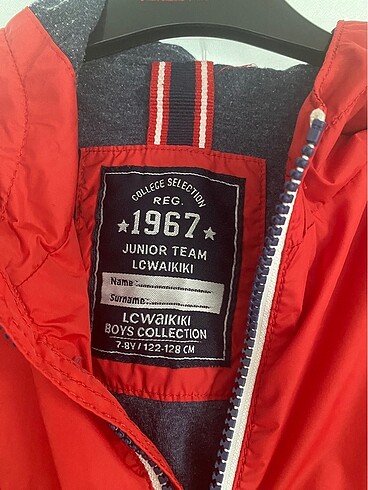 COLLEGE SELECTION
REG.
1967
JUNIOR TEAM
LCWAIKIKI
Name :
Surname:
LCWAIKIKI
BOYS COLLECTION
7-8Y / 122-128 CM